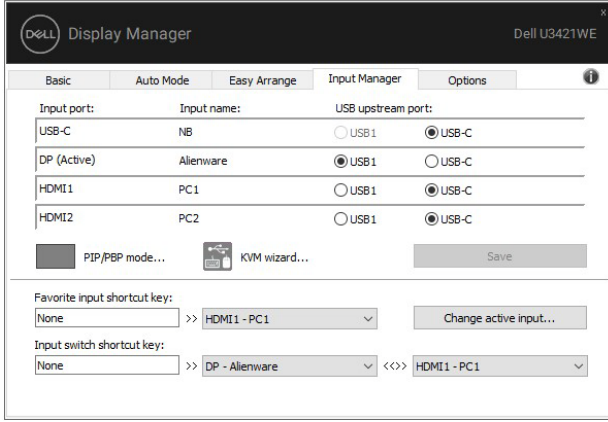 DELL Display Manager Dell U3421WE
Basic Auto Mode Easy Arrange Input Manager Options
Input port: Input name: USB upstream port:
USB-C NB USB1 USB-C
DP (Active) Alienware USB1 USB-C
HDMI1 PC1 USB1 USB-C
HDMI2 PC2 USB1 USB-C
PIP/PBP mode... KVM wizard... Save
Favorite input shortcut key:
None >> HDMI1 - PC1 Change active input...
Input switch shortcut key:
None >> DP - Alienware <<>> HDMI1 - PC1